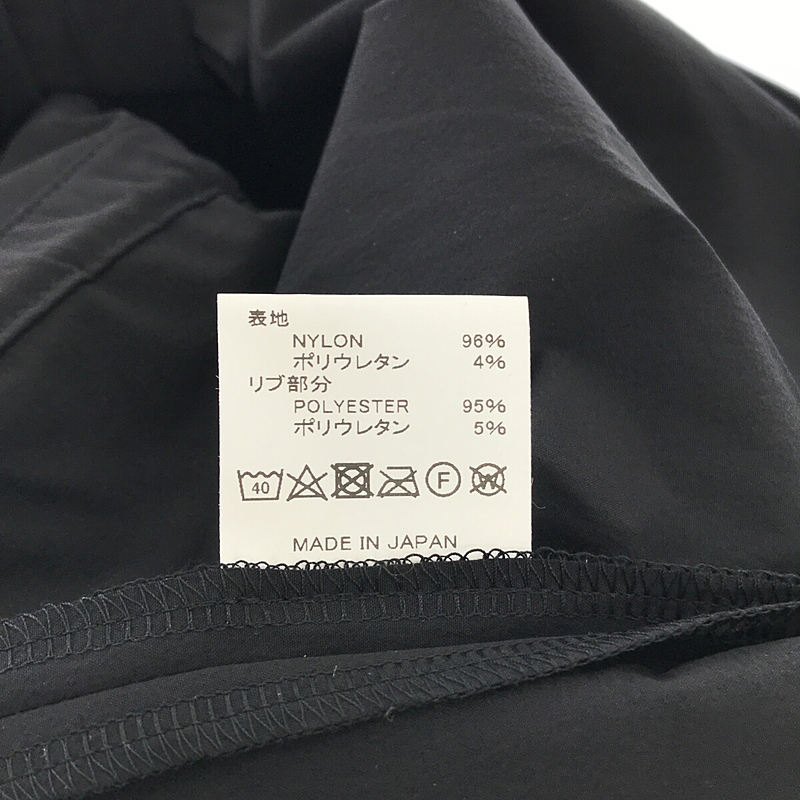 表地
NYLON 96%
ポリウレタン 4%
リブ部分
POLYESTER 95%
ポリウレタン 5%
40 F W
MADE IN JAPAN